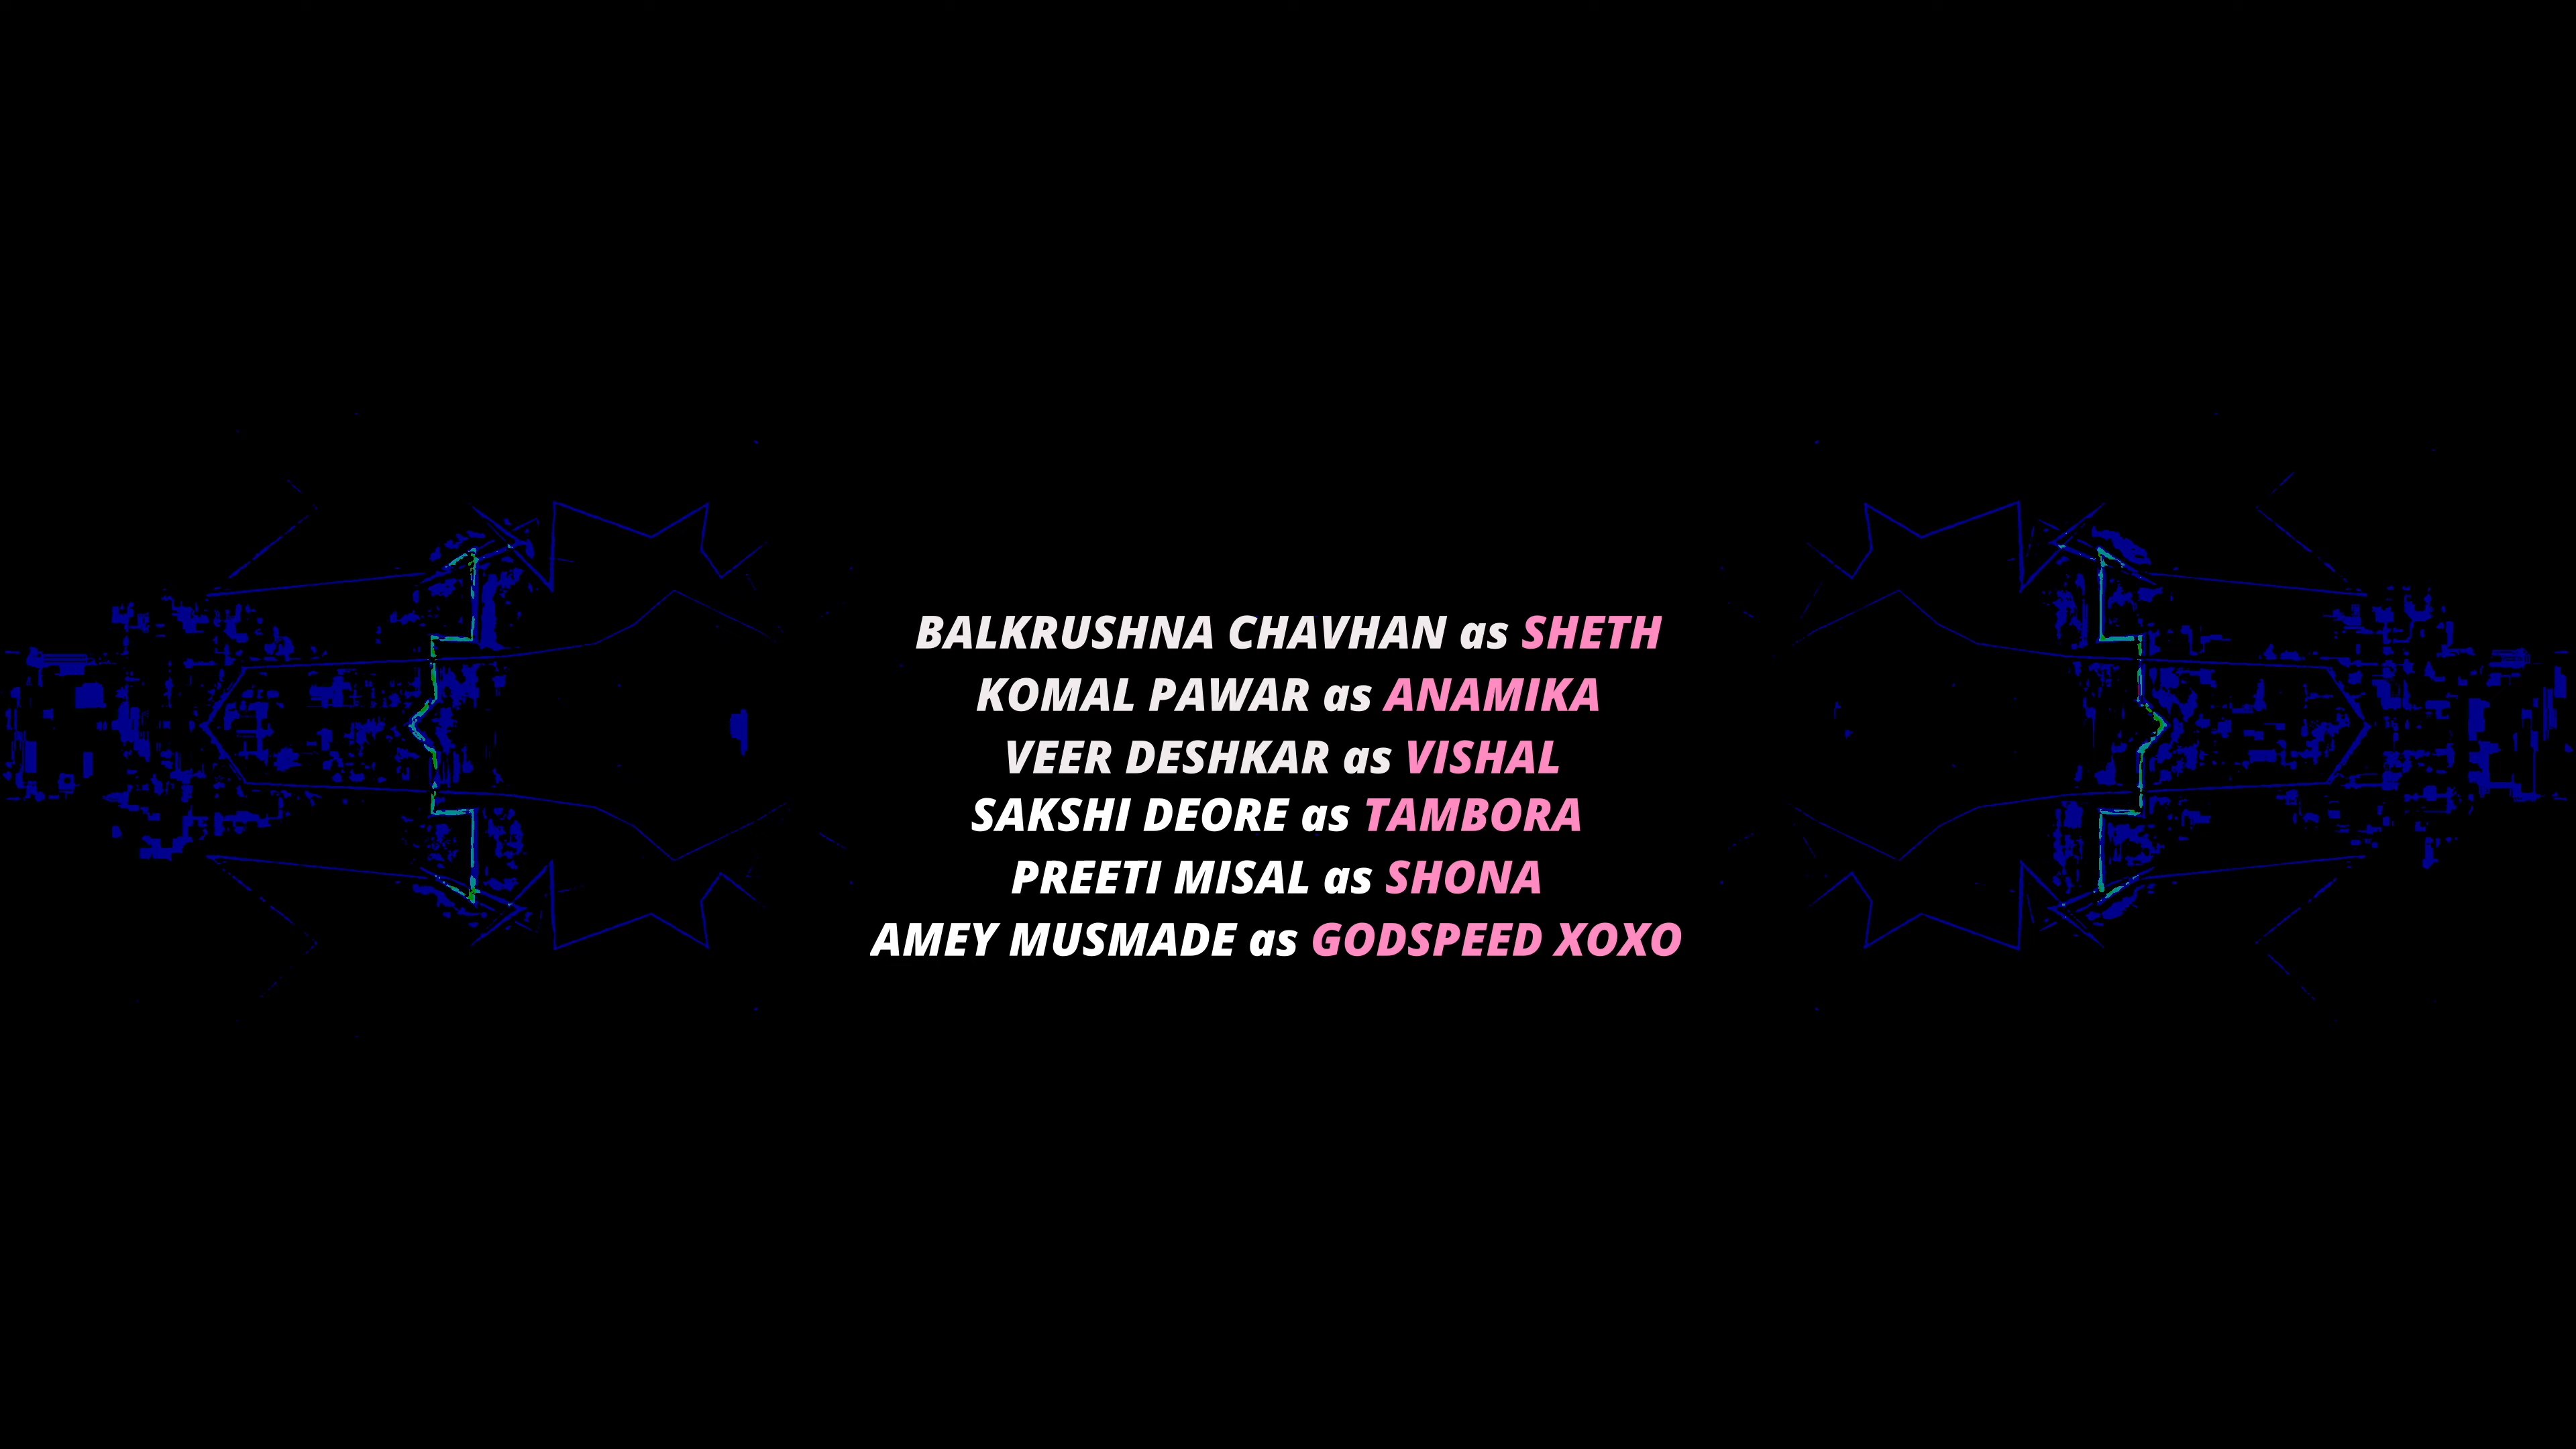 BALKRUSHNA CHAVHAN as SHETH
KOMAL PAWAR as ANAMIKA
VEER DESHKAR as VISHAL
SAKSHI DEORE as TAMBORA
PREETI MISAL as SHONA
AMEY MUSMADE as GODSPEED XOXO